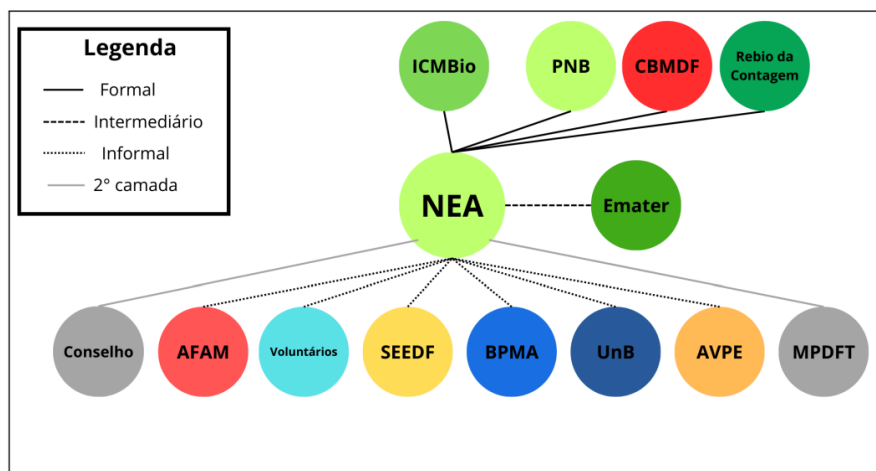 Legenda
Formal
Intermediário
Informal
2° camada
ICMBio
PNB
CBMDF
Rebio da
Contagem
NEA
Emater
Conselho
AFAM
Voluntários
SEEDF
BPMA
UnB
AVPE
MPDFT